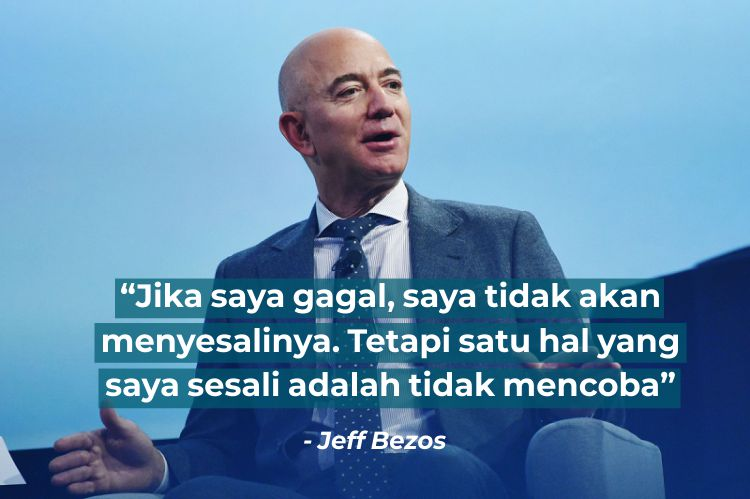 “Jika saya gagal, saya tidak akan
menyesalinya. Tetapi satu hal yang
saya sesali adalah tidak mencoba”
- Jeff Bezos